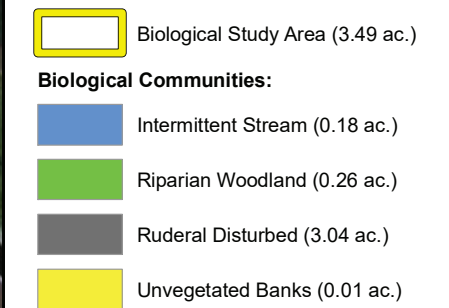 Biological Study Area (3.49 ac.)
Biological Communities:
Intermittent Stream (0.18 ac.)
Riparian Woodland (0.26 ac.)
Ruderal Disturbed (3.04 ac.)
Unvegetated Banks (0.01 ac.)